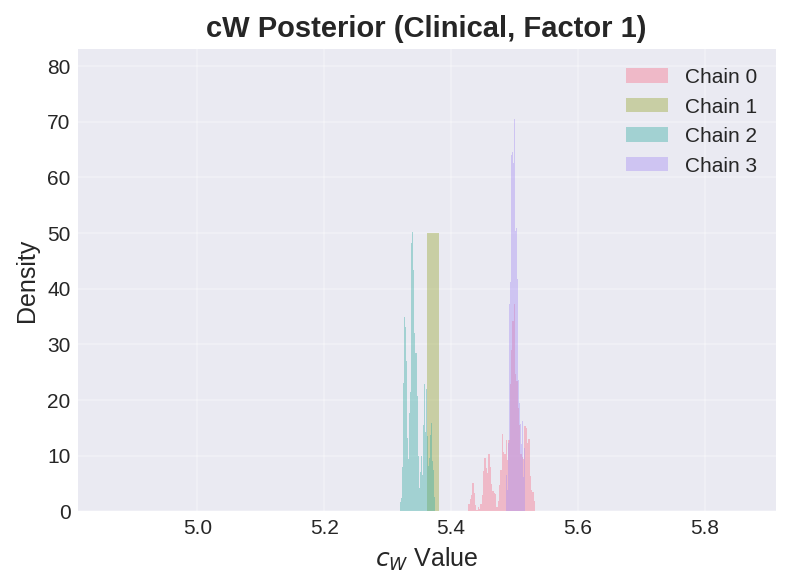 cW Posterior (Clinical, Factor 1)
80
70
60
50
40
30
20
10
0
Density
Chain 0
Chain 1
Chain 2
Chain 3
5.0 5.2 5.4 5.6 5.8
c_W Value